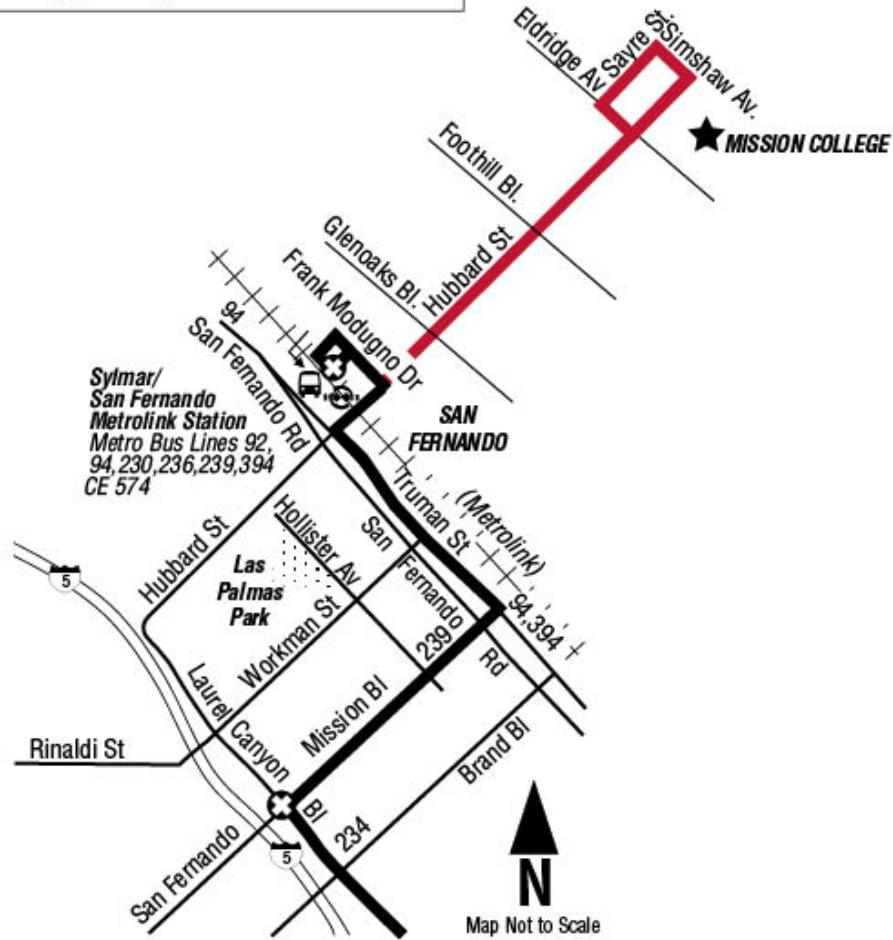 Eldridge Av
Sayre St.
Simshaw Av.
MISSION COLLEGE
Foothill Bl.
Glenoaks Bl.
Hubbard St
Frank Modugno Dr
94
San Fernando Rd
Sylmar/
San Fernando
Metrolink Station
Metro Bus Lines 92,
94,230,236,239,394
CE 574
SAN
FERNANDO
Truman St
(Metrolink)
94,394
Hubbard St
Hollister Av
San
Fernando
Rd
Las
Palmas
Park
Workman St
239
5
Laurel
Canyon
Bl
Mission Bl
Brand Bl
Rinaldi St
San Fernando
234
5
N
Map Not to Scale